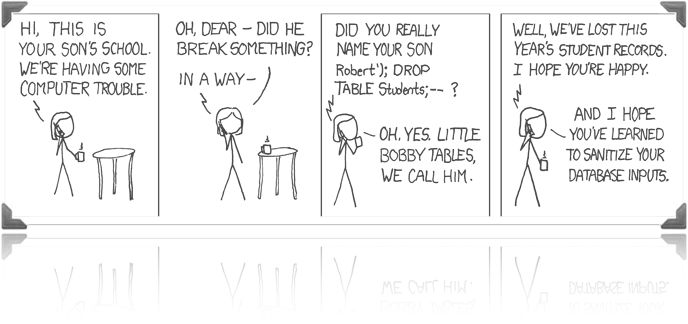 HI, THIS IS
YOUR SON'S SCHOOL.
WE'RE HAVING SOME
COMPUTER TROUBLE.
OH, DEAR – DID HE
BREAK SOMETHING?
IN A WAY–
DID YOU REALLY
NAME YOUR SON
Robert'); DROP
TABLE Students;-- ?
OH, YES. LITTLE
BOBBY TABLES,
WE CALL HIM.
WELL, WE'VE LOST THIS
YEAR'S STUDENT RECORDS.
I HOPE YOU'RE HAPPY.
AND I HOPE
YOU'VE LEARNED
TO SANITIZE YOUR
DATABASE INPUTS.